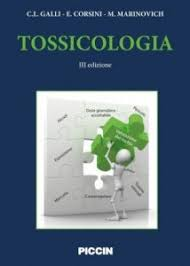 C.L. GALLI - E. CORSINI - M. MARINOVICH
TOSSICOLOGIA
III edizione
Dose giornaliera
accettabile
PICCIN